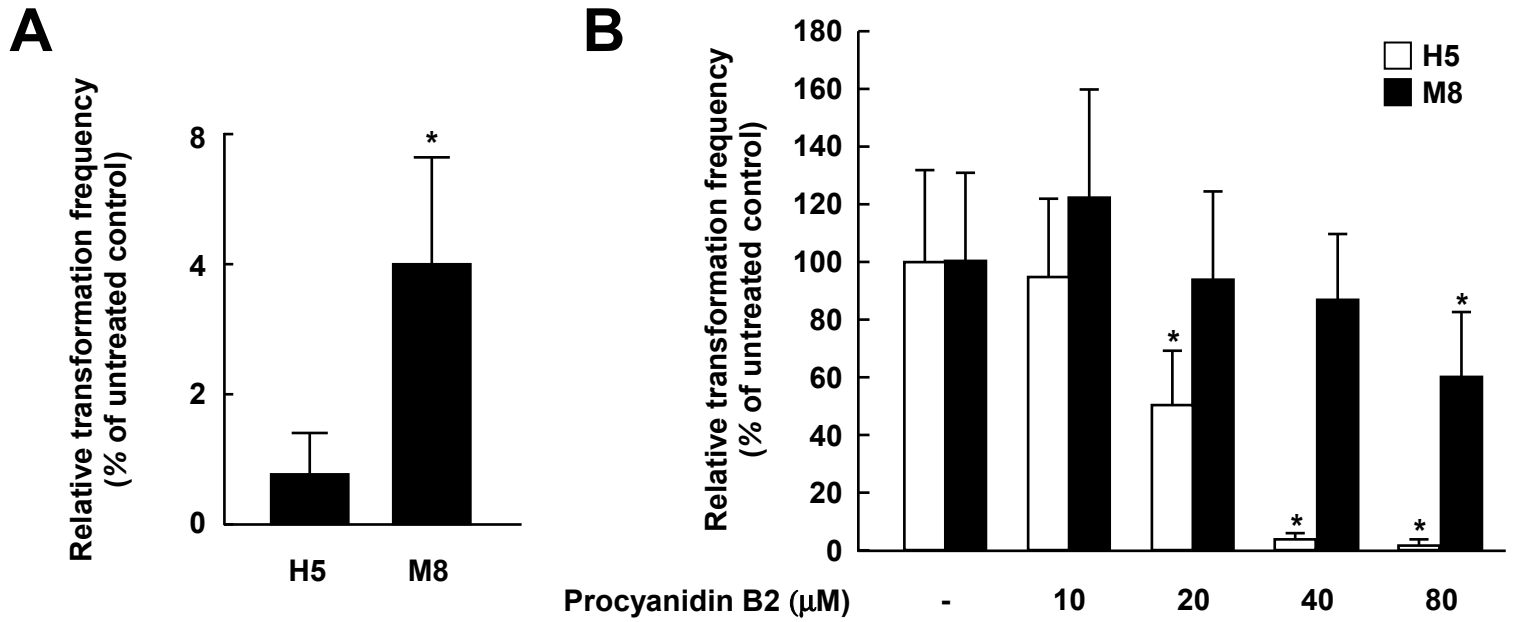 A
Relative transformation frequency
(% of untreated control)
8
4
2
0
*
H5
M8
B
Relative transformation frequency
(% of untreated control)
180
160
140
120
100
80
60
40
20
0
H5
M8
*
*
*
*
Procyanidin B2 (μM)
-
10
20
40
80